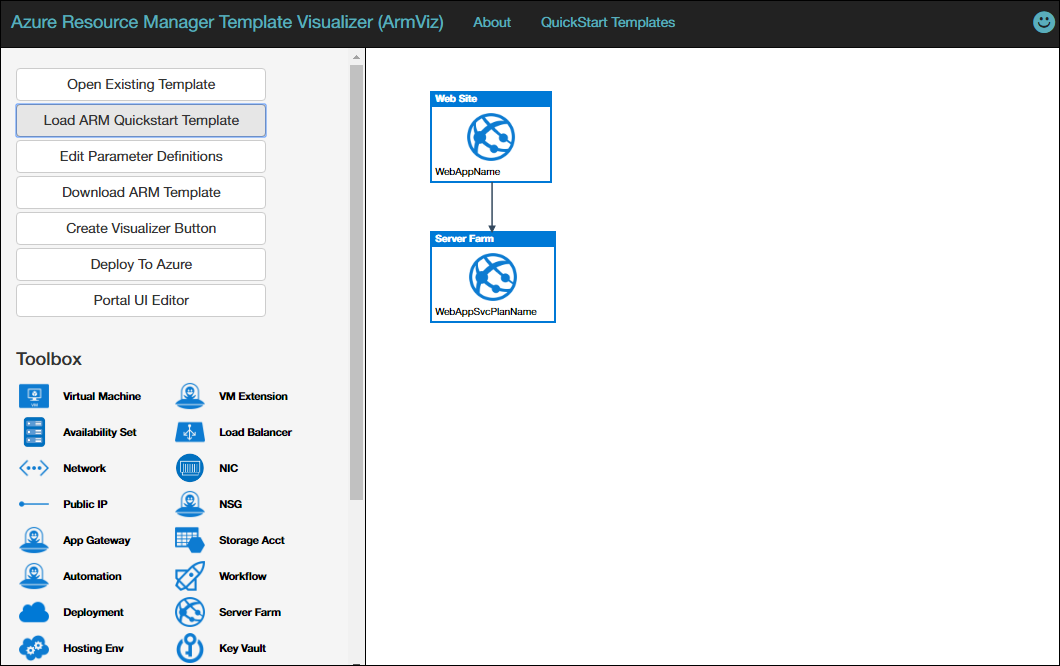 Azure Resource Manager Template Visualizer (ArmViz) About QuickStart Templates
Open Existing Template
Load ARM Quickstart Template
Edit Parameter Definitions
Download ARM Template
Create Visualizer Button
Deploy To Azure
Portal UI Editor
Toolbox
VM
Virtual Machine VM Extension
Availability Set Load Balancer
Network NIC
Public IP NSG
App Gateway Storage Acct
Automation Workflow
Deployment Server Farm
Hosting Env Key Vault
Web Site
WebAppName
Server Farm
WebAppSvcPlanName